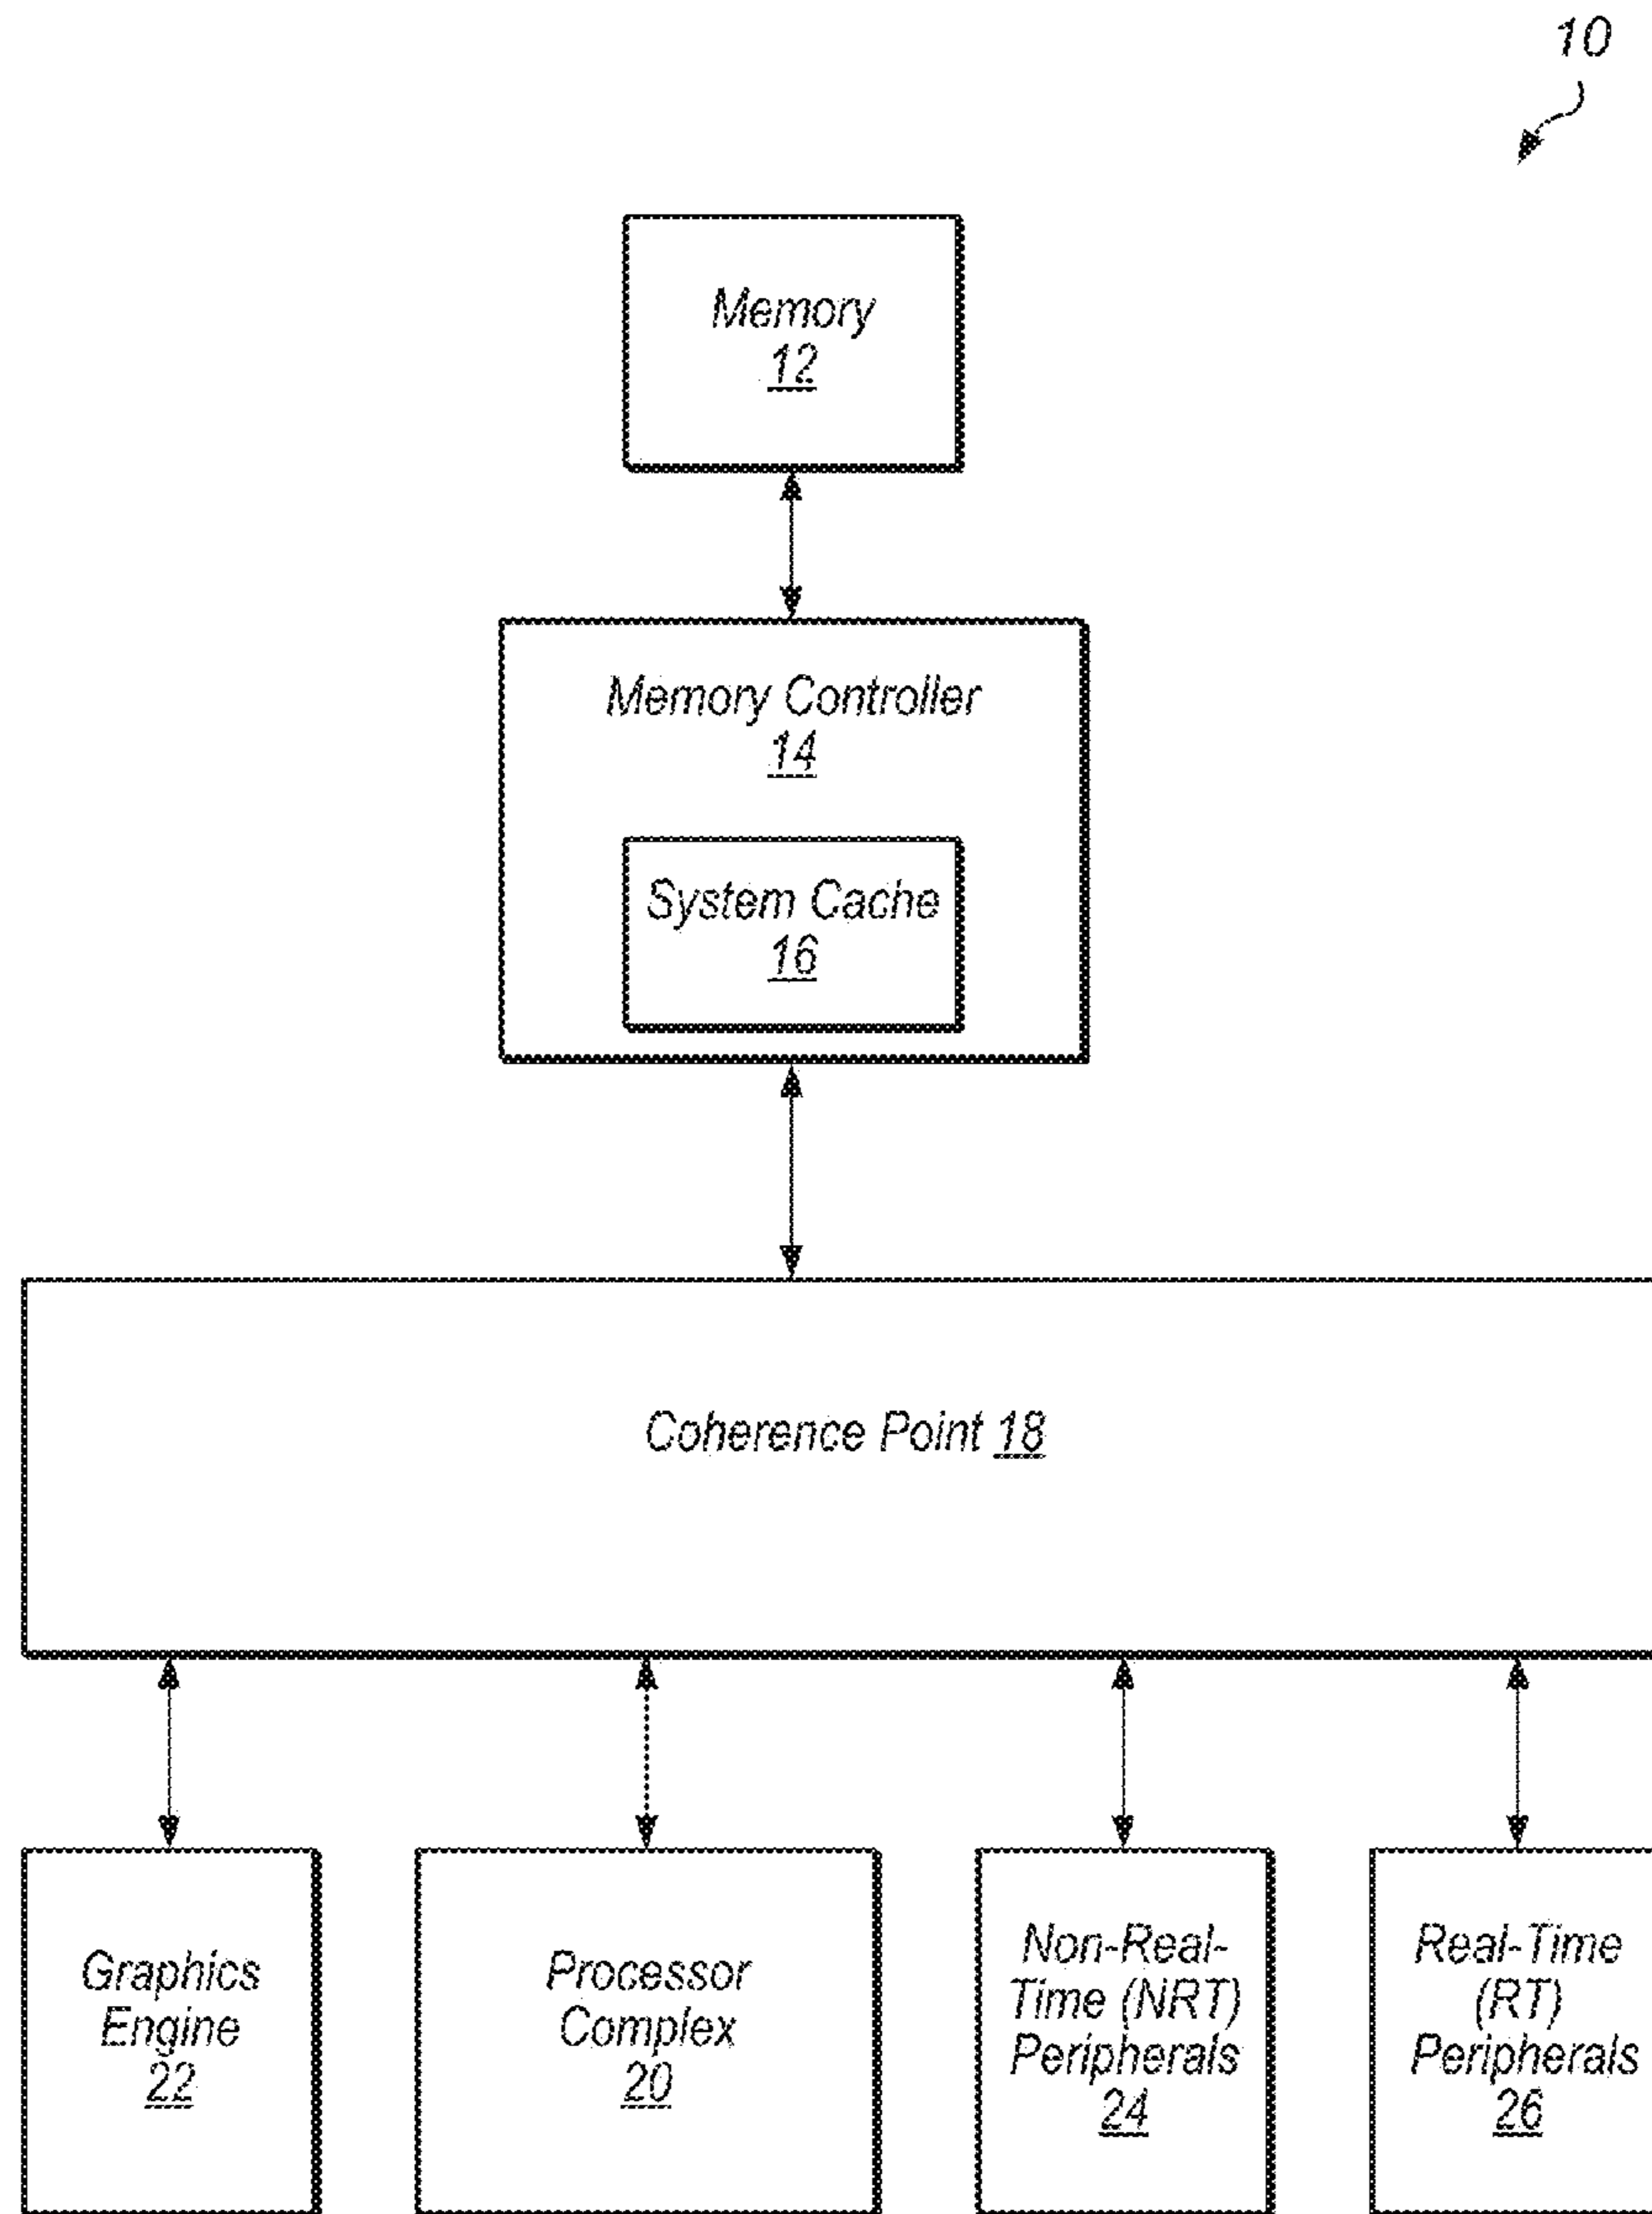 10
Memory
12
Memory Controller
14
System Cache
16
Coherence Point 18
Graphics
Engine
22
Processor
Complex
20
Non-Real-
Time (NRT)
Peripherals
24
Real-Time
(RT)
Peripherals
26